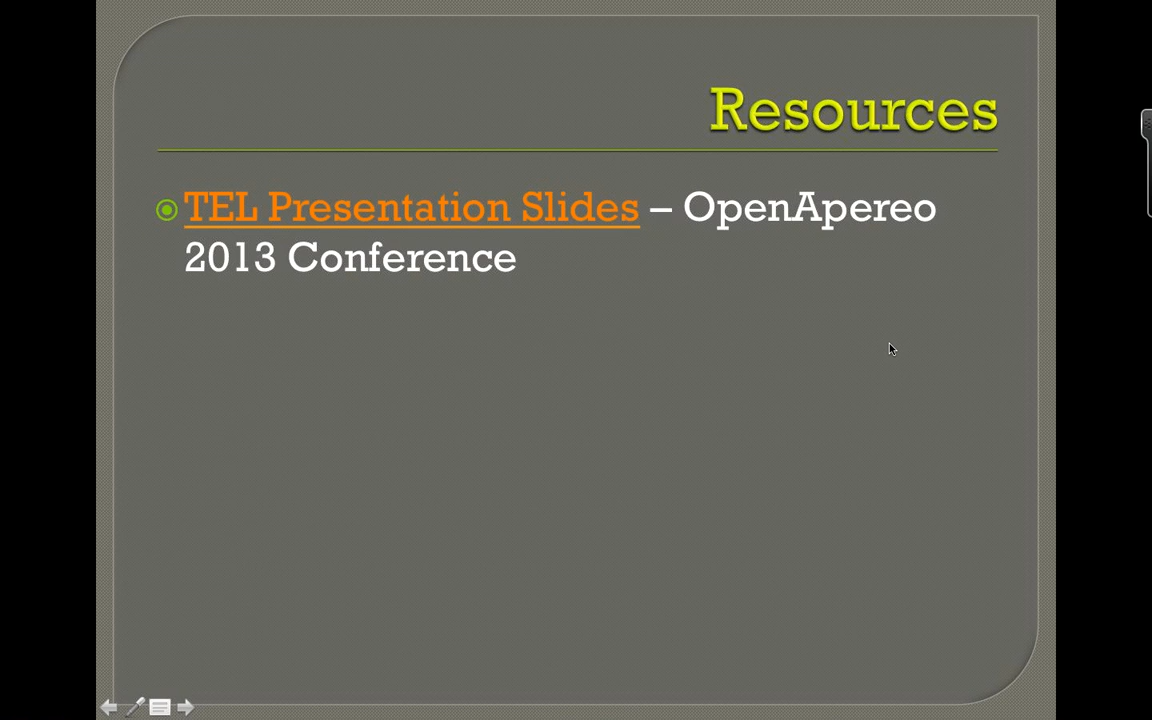 Resources
TEL Presentation Slides – OpenApereo
2013 Conference